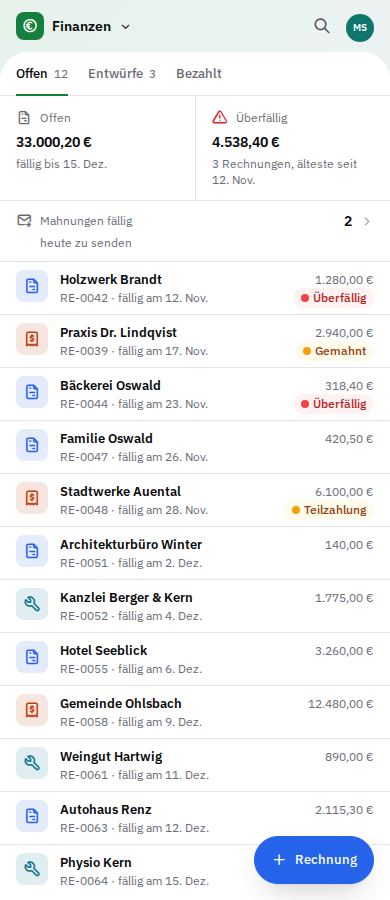 Finanzen
MS
Offen 12
Entwürfe 3
Bezahlt
Offen
33.000,20 €
fällig bis 15. Dez.
Überfällig
4.538,40 €
3 Rechnungen, älteste seit
12. Nov.
Mahnungen fällig
heute zu senden
2
Holzwerk Brandt
1.280,00 €
RE-0042 · fällig am 12. Nov.
Überfällig
Praxis Dr. Lindqvist
2.940,00 €
RE-0039 · fällig am 17. Nov.
Gemahnt
Bäckerei Oswald
318,40 €
RE-0044 · fällig am 23. Nov.
Überfällig
Familie Oswald
420,50 €
RE-0047 · fällig am 26. Nov.
Stadtwerke Auental
6.100,00 €
RE-0048 · fällig am 28. Nov.
Teilzahlung
Architekturbüro Winter
140,00 €
RE-0051 · fällig am 2. Dez.
Kanzlei Berger & Kern
1.775,00 €
RE-0052 · fällig am 4. Dez.
Hotel Seeblick
3.260,00 €
RE-0055 · fällig am 6. Dez.
Gemeinde Ohlsbach
12.480,00 €
RE-0058 · fällig am 9. Dez.
Weingut Hartwig
890,00 €
RE-0061 · fällig am 11. Dez.
Autohaus Renz
2.115,30 €
RE-0063 · fällig am 12. Dez.
Physio Kern
RE-0064 · fällig am 15. Dez.
Rechnung